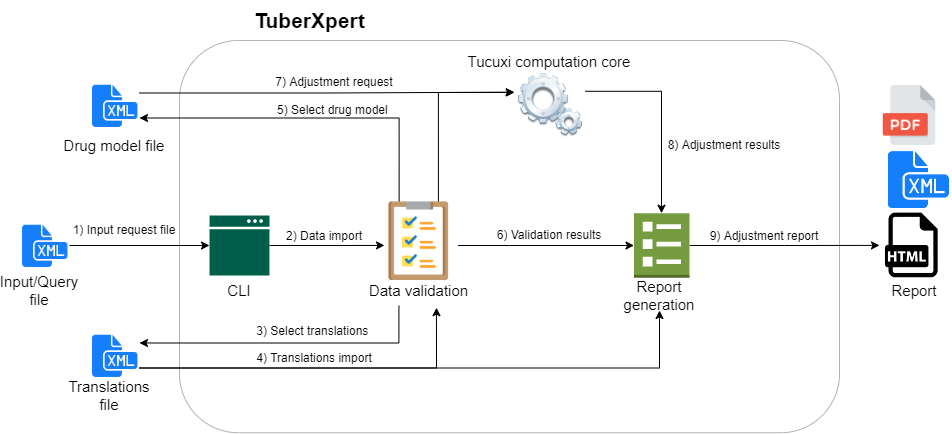 TuberXpert
Tucuxi computation core
7) Adjustment request
5) Select drug model
XML
Drug model file
8) Adjustment results
PDF
XML
1) Input request file
2) Data import
6) Validation results
9) Adjustment report
XML
HTML
Input/Query
file
CLI
Data validation
Report
generation
Report
3) Select translations
4) Translations import
XML
Translations
file